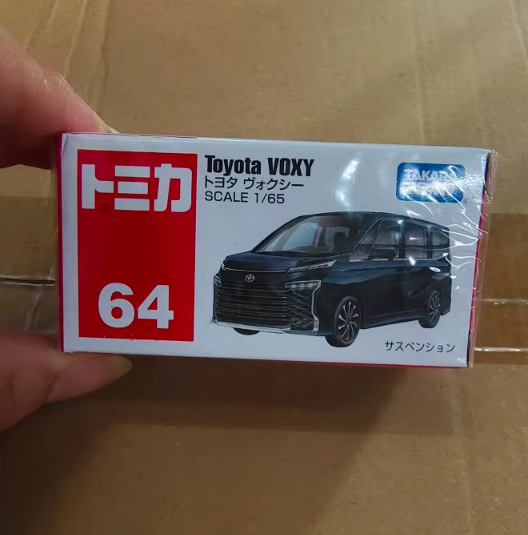 トミカ
64
Toyota VOXY
トヨタ ヴォクシー
SCALE 1/65
サスペンション